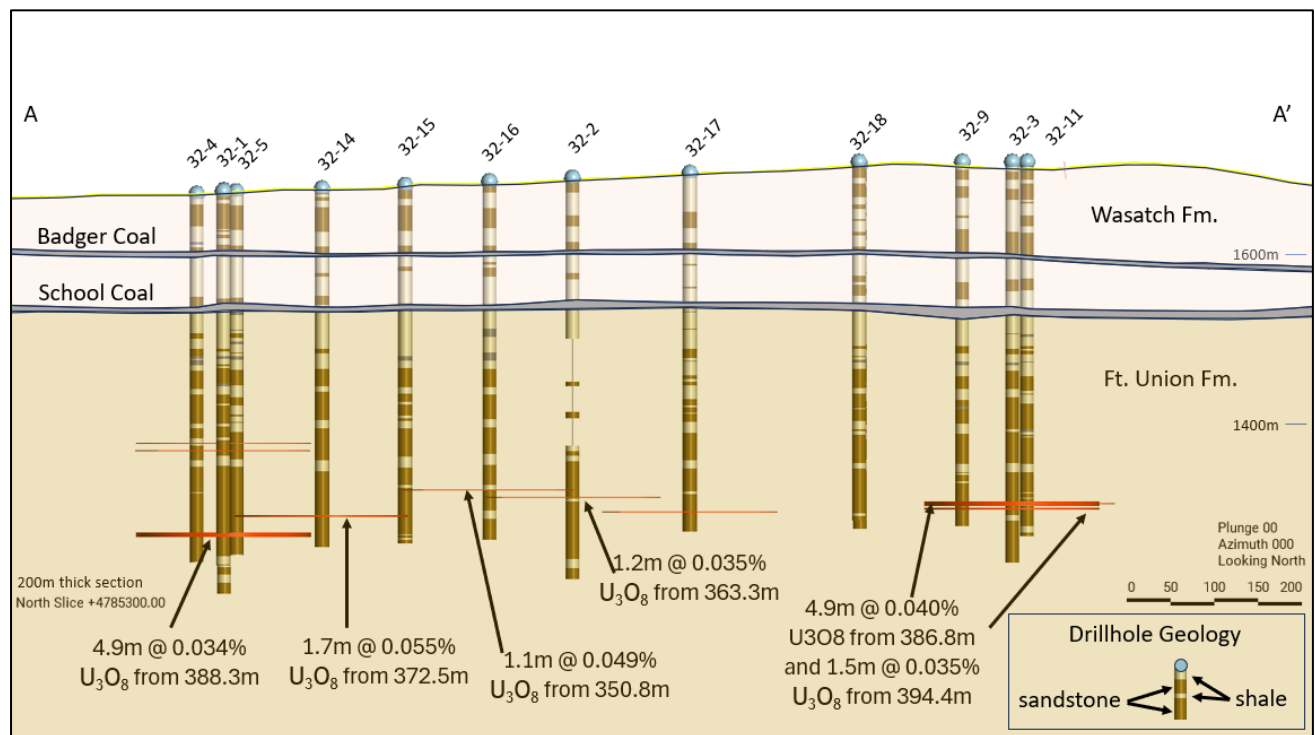 A
A'
32-4
32-1
32-5
32-14
32-15
32-16
32-2
32-17
32-18
32-9
32-3
32-11
Badger Coal
Wasatch Fm.
1600m
School Coal
Ft. Union Fm.
1400m
200m thick section
North Slice +4785300.00
4.9m @ 0.034%
U₃O₈ from 388.3m
1.7m @ 0.055%
U₃O₈ from 372.5m
1.1m @ 0.049%
U₃O₈ from 350.8m
1.2m @ 0.035%
U₃O₈ from 363.3m
4.9m @ 0.040%
U3O8 from 386.8m
and 1.5m @ 0.035%
U₃O₈ from 394.4m
Plunge 00
Azimuth 000
Looking North
0 50 100 150 200
Drillhole Geology
sandstone
shale